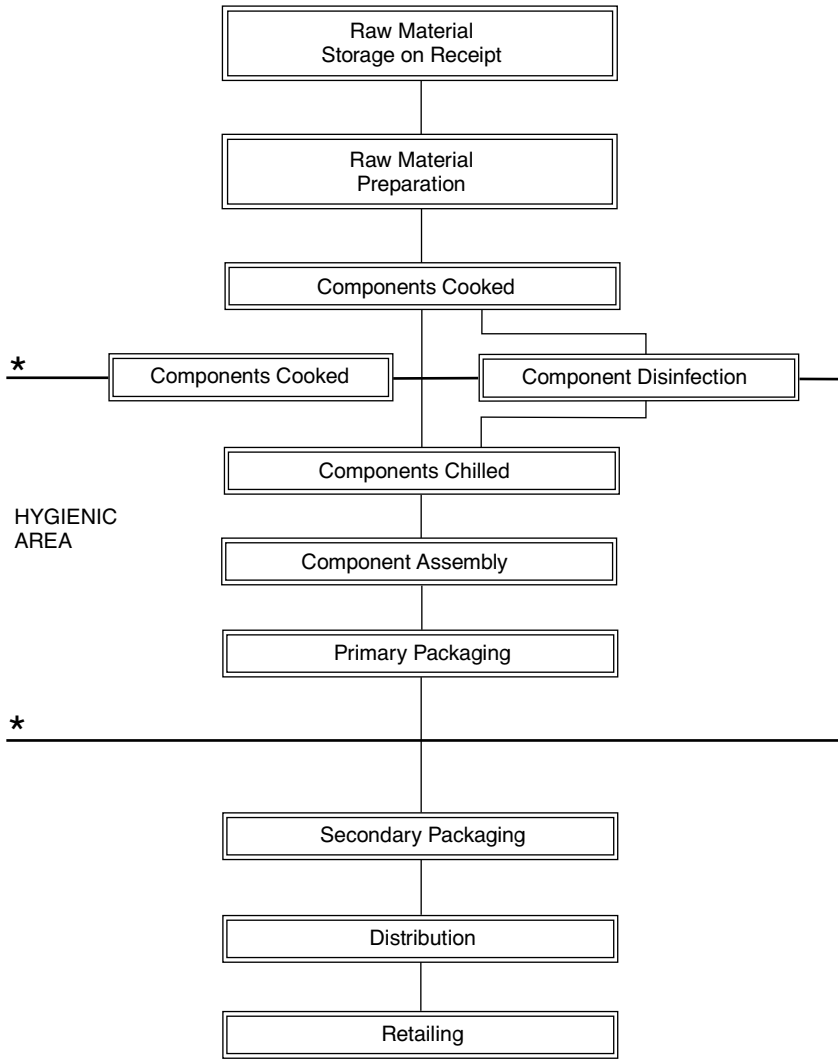 Raw Material
Storage on Receipt
Raw Material
Preparation
Components Cooked
*
Components Cooked
Component Disinfection
Components Chilled
HYGIENIC
AREA
Component Assembly
Primary Packaging
*
Secondary Packaging
Distribution
Retailing